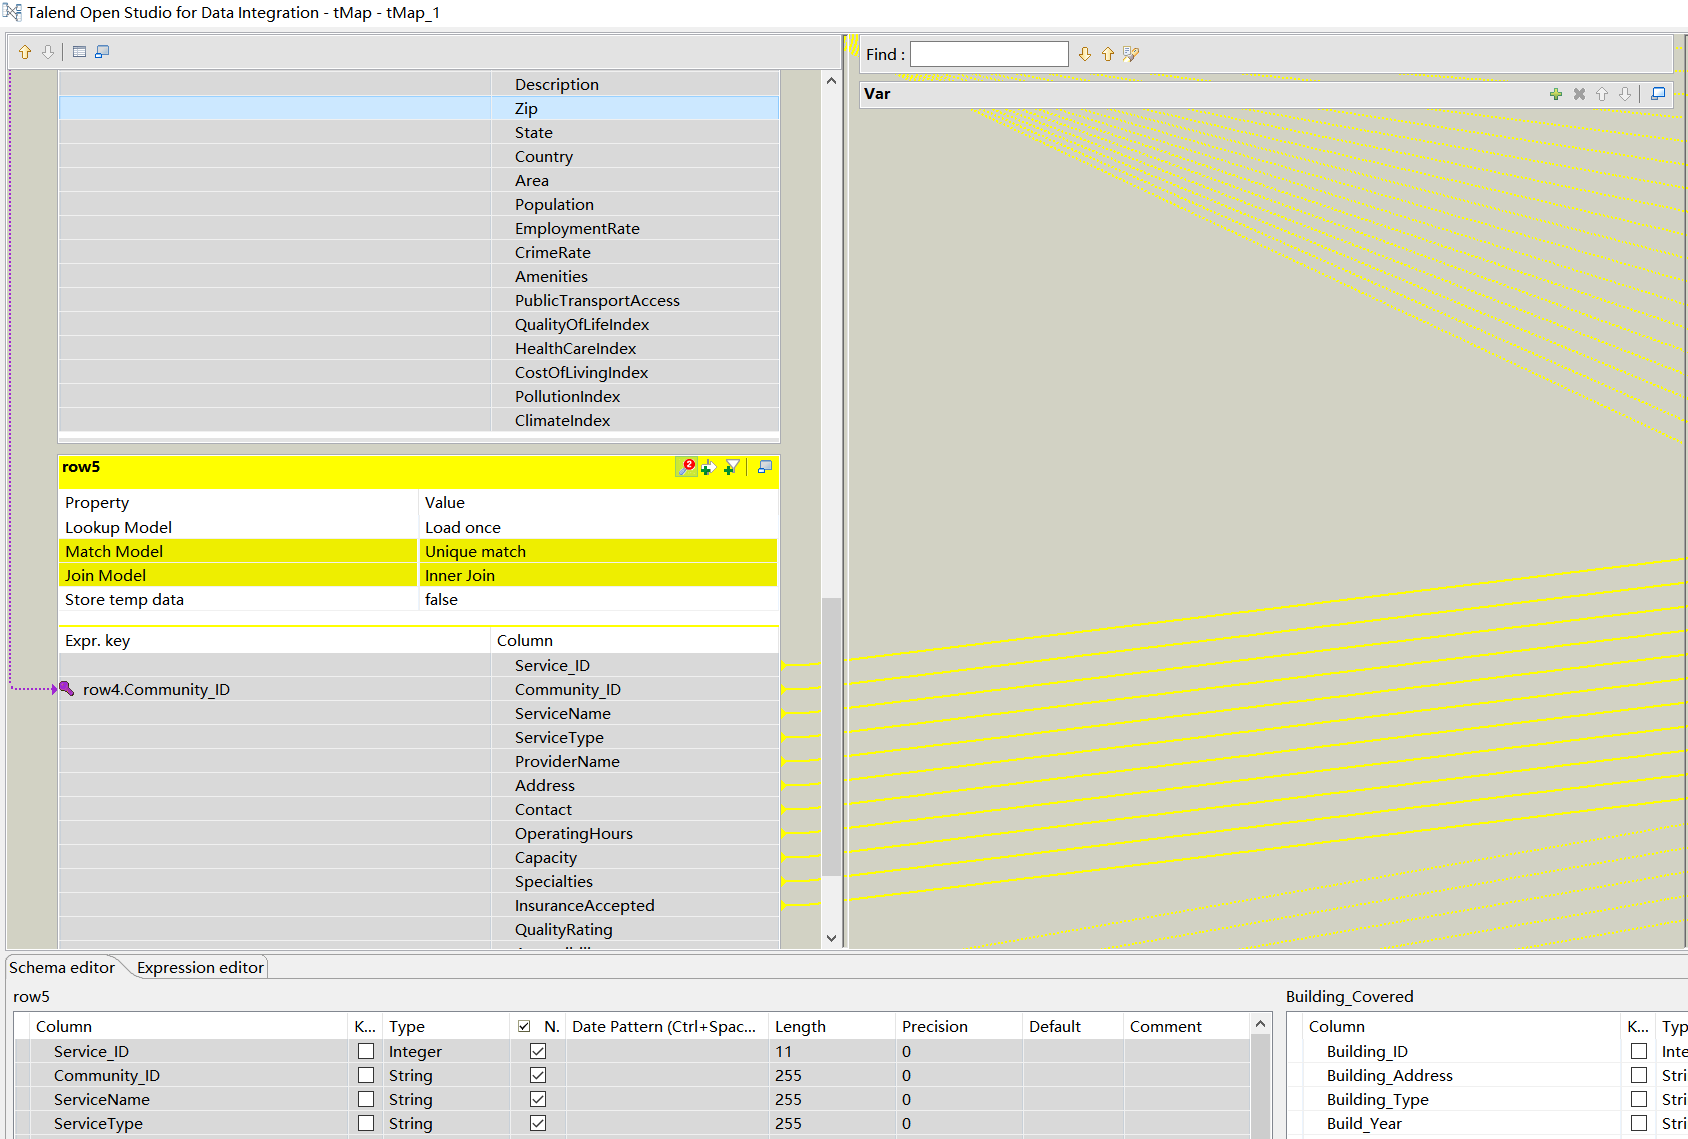 Talend Open Studio for Data Integration - tMap - tMap_1
Find :
Var
Description
Zip
State
Country
Area
Population
EmploymentRate
CrimeRate
Amenities
PublicTransportAccess
QualityOfLifeIndex
HealthCareIndex
CostOfLivingIndex
PollutionIndex
ClimateIndex
row5
2
Property Value
Lookup Model Load once
Match Model Unique match
Join Model Inner Join
Store temp data false
Expr. key Column
Service_ID
row4.Community_ID Community_ID
ServiceName
ServiceType
ProviderName
Address
Contact
OperatingHours
Capacity
Specialties
InsuranceAccepted
QualityRating
Schema editor Expression editor
row5
Column K... Type N. Date Pattern (Ctrl+Spac... Length Precision Default Comment
Service_ID Integer 11 0
Community_ID String 255 0
ServiceName String 255 0
ServiceType String 255 0
Building_Covered
Column K... Typ
Building_ID Inte
Building_Address Stri
Building_Type Stri
Build_Year Stri